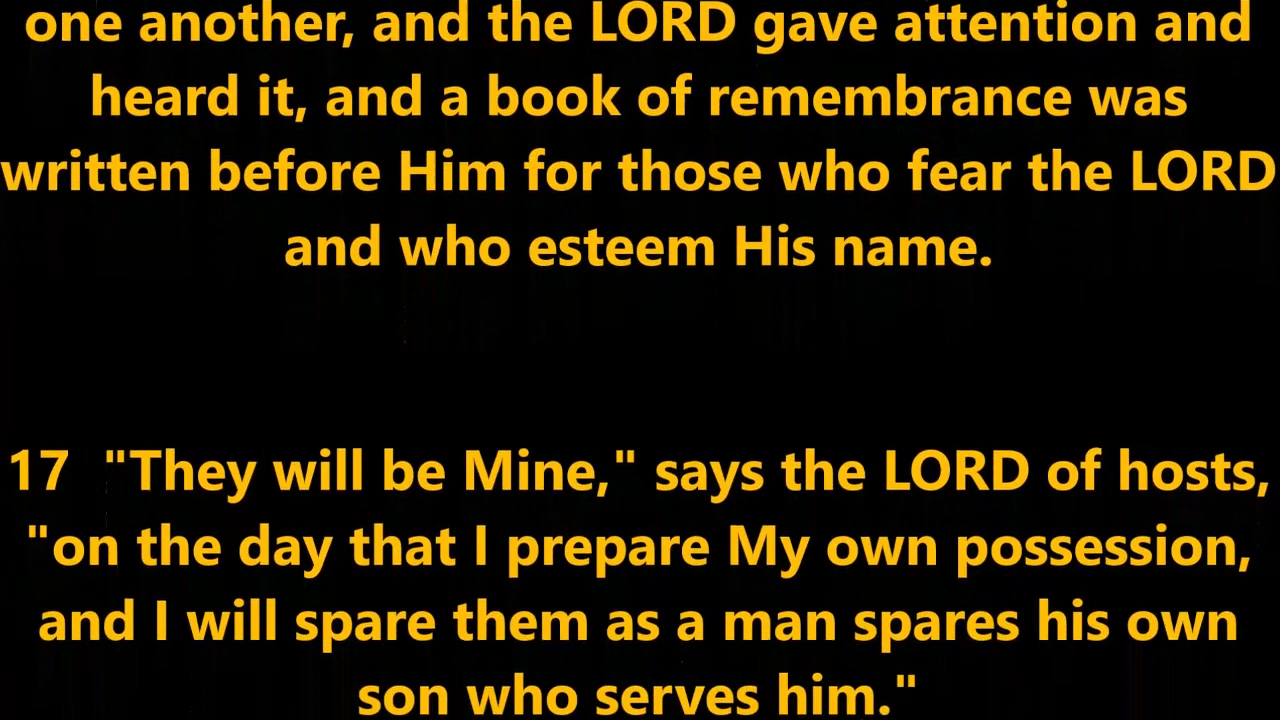 one another, and the LORD gave attention and
heard it, and a book of remembrance was
written before Him for those who fear the LORD
and who esteem His name.
17 "They will be Mine," says the LORD of hosts,
"on the day that I prepare My own possession,
and I will spare them as a man spares his own
son who serves him."